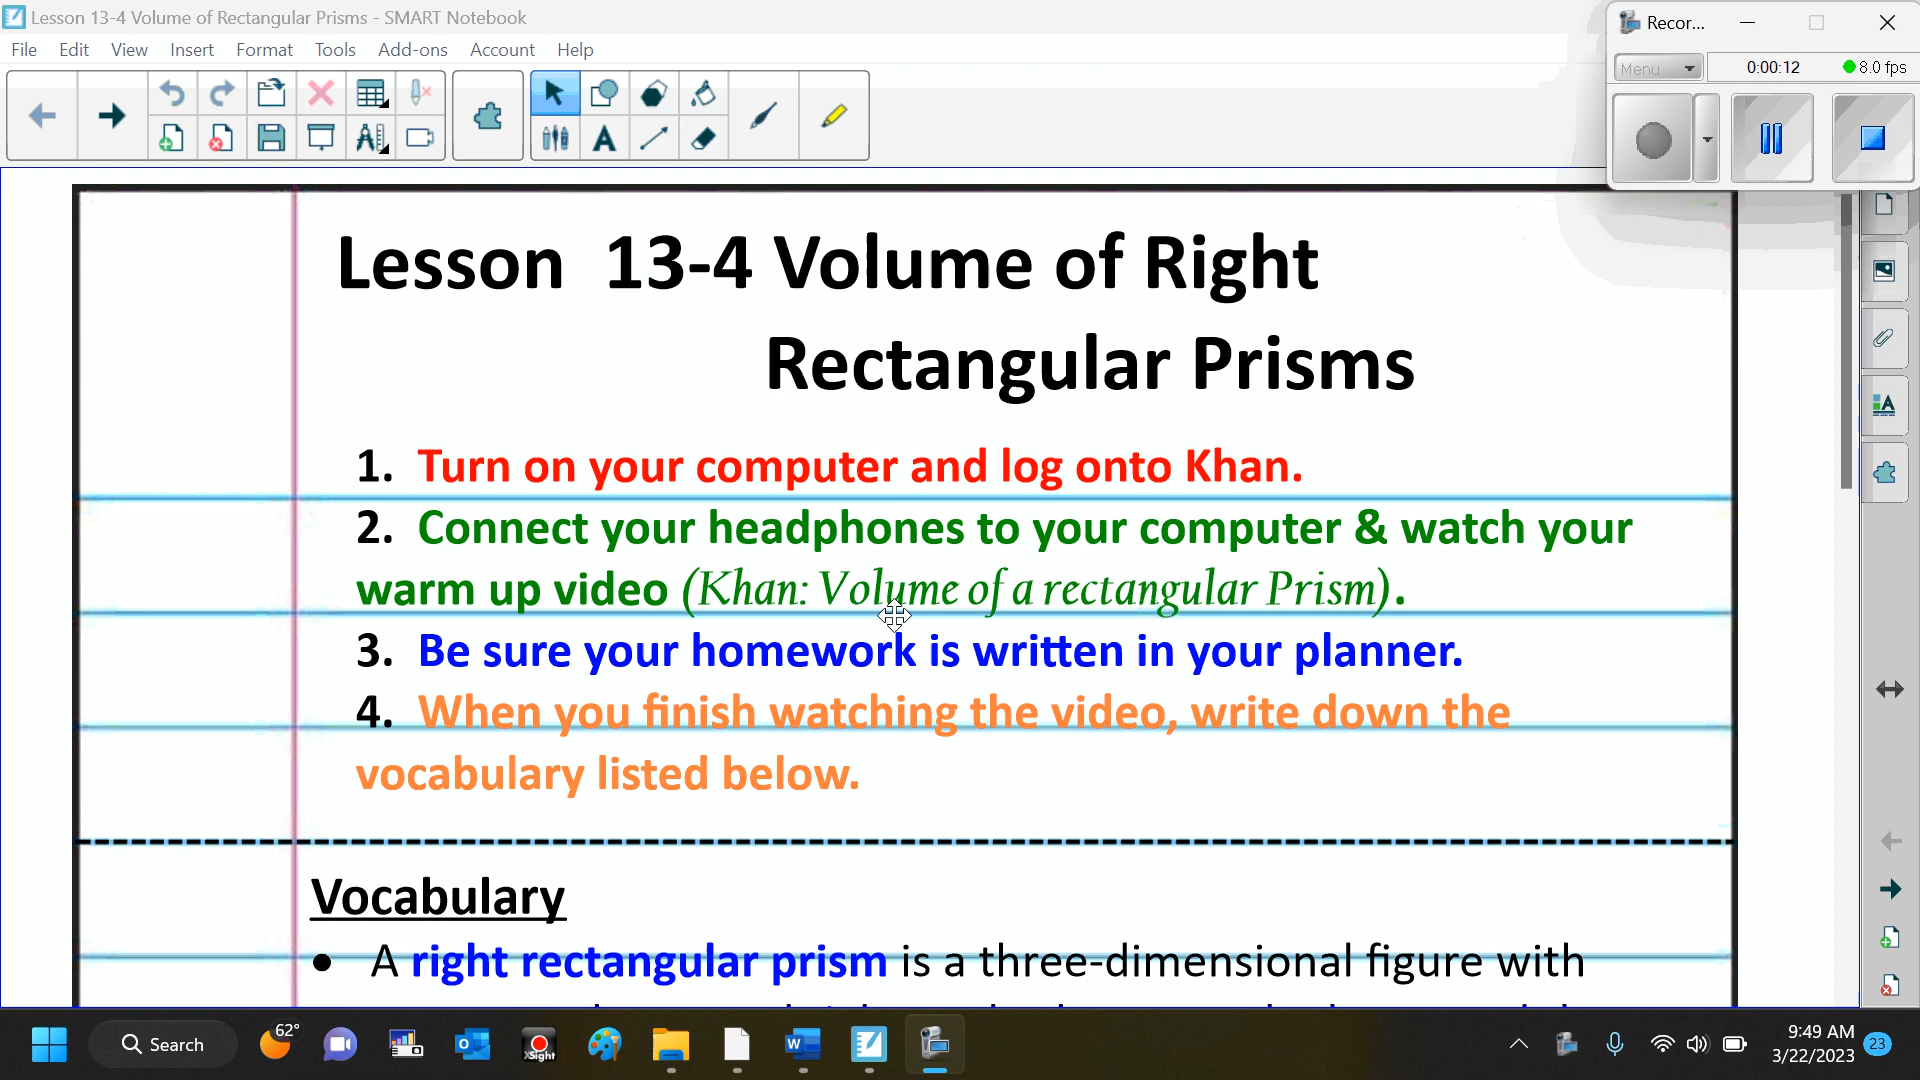 Lesson 13-4 Volume of Rectangular Prisms - SMART Notebook
File Edit View Insert Format Tools Add-ons Account Help
Recor...
Menu 0:00:12 8.0 fps
Lesson 13-4 Volume of Right
Rectangular Prisms
1. Turn on your computer and log onto Khan.
2. Connect your headphones to your computer & watch your
warm up video (Khan: Volume of a rectangular Prism).
3. Be sure your homework is written in your planner.
4. When you finish watching the video, write down the
vocabulary listed below.
Vocabulary
• A right rectangular prism is a three-dimensional figure with
Search
62°
XSight
9:49 AM
3/22/2023
23